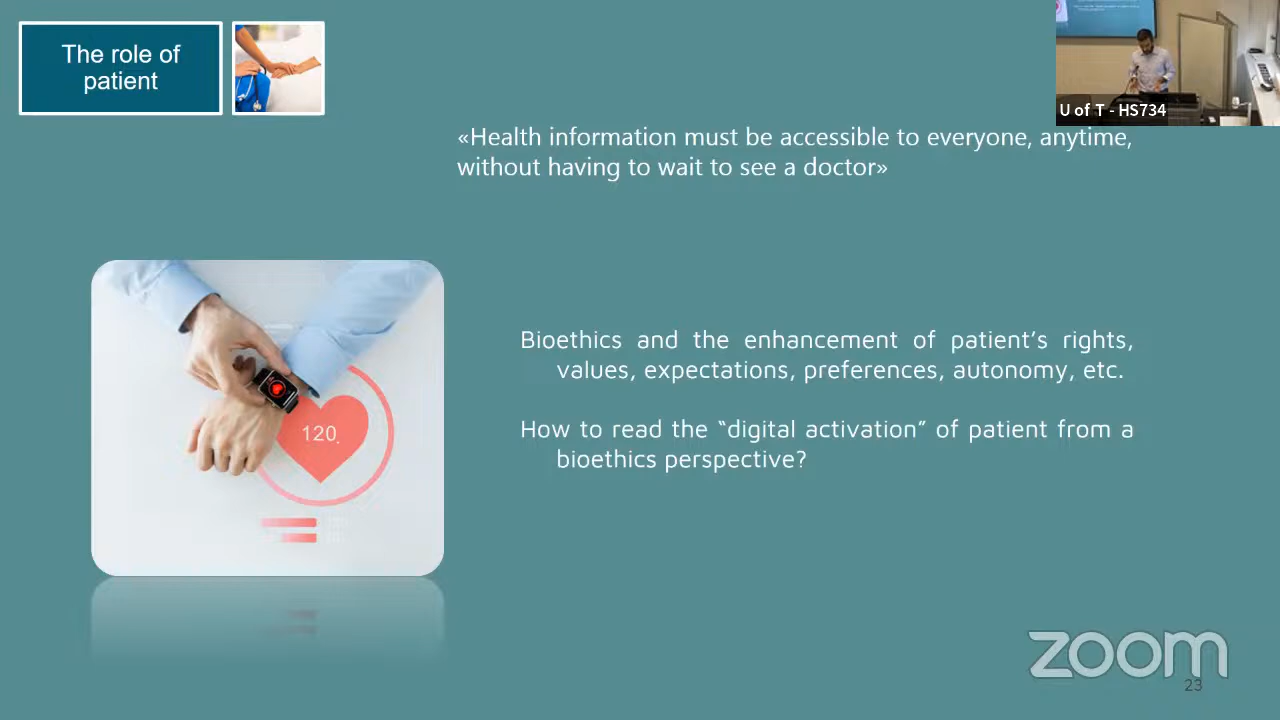 The role of
patient
U of T - HS734
«Health information must be accessible to everyone, anytime,
without having to wait to see a doctor»
120
Bioethics and the enhancement of patient's rights,
values, expectations, preferences, autonomy, etc.
How to read the “digital activation” of patient from a
bioethics perspective?
zoom
23